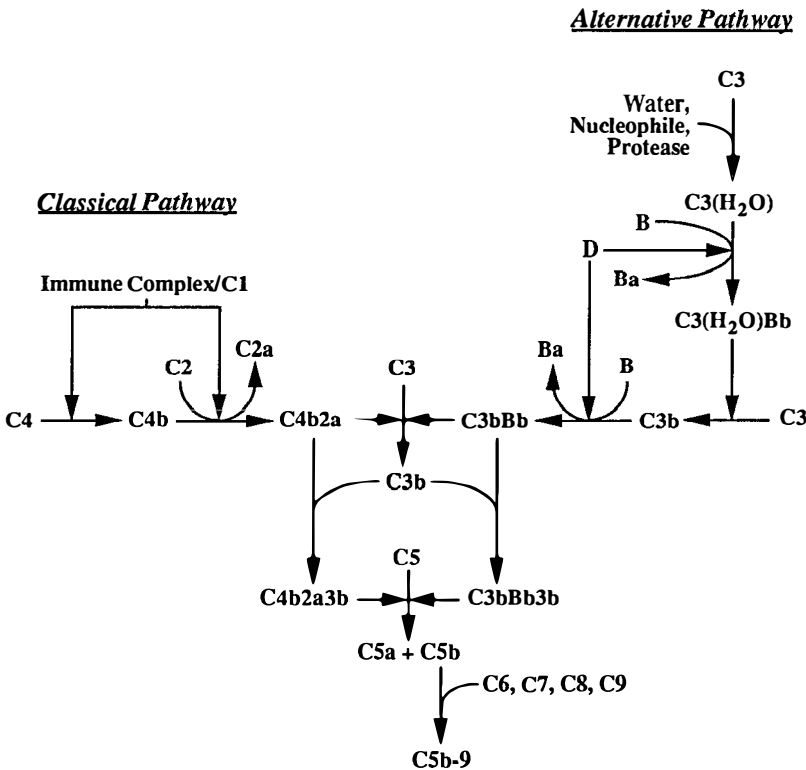 Alternative Pathway
C3
Water,
Nucleophile,
Protease
C3(H₂O)
B
D
Ba
C3(H₂O)Bb
Classical Pathway
Immune Complex/C1
C2
C2a
C3
Ba
B
C4
C4b
C4b2a
C3bBb
C3b
C3
C3b
C5
C4b2a3b
C3bBb3b
C5a + C5b
C6, C7, C8, C9
C5b-9